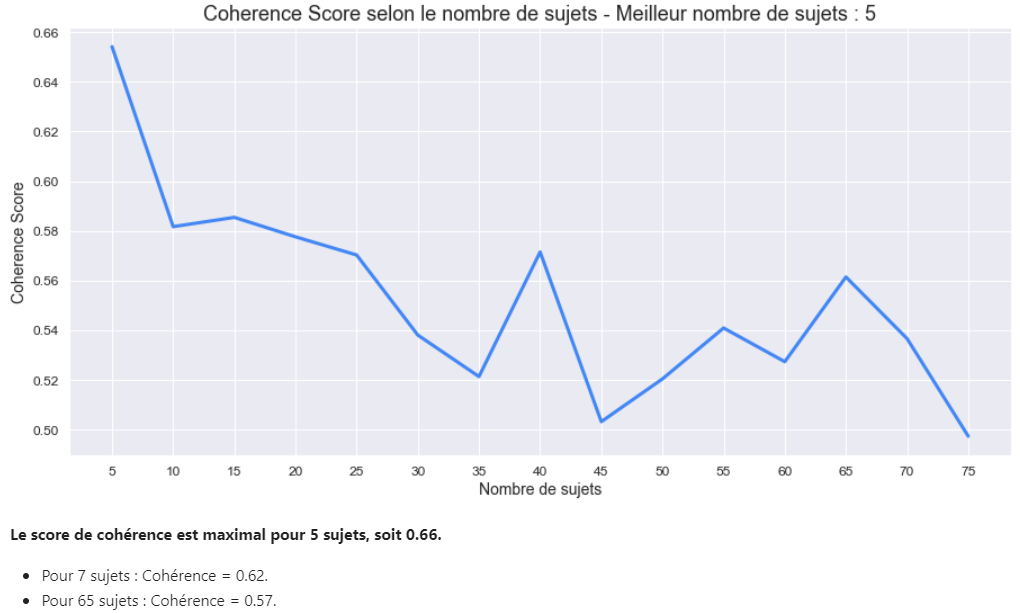 Coherence Score selon le nombre de sujets - Meilleur nombre de sujets : 5
0.66
0.64
0.62
0.60
0.58
0.56
0.54
0.52
0.50
Coherence Score
5 10 15 20 25 30 35 40 45 50 55 60 65 70 75
Nombre de sujets
Le score de cohérence est maximal pour 5 sujets, soit 0.66.
• Pour 7 sujets : Cohérence = 0.62.
• Pour 65 sujets : Cohérence = 0.57.